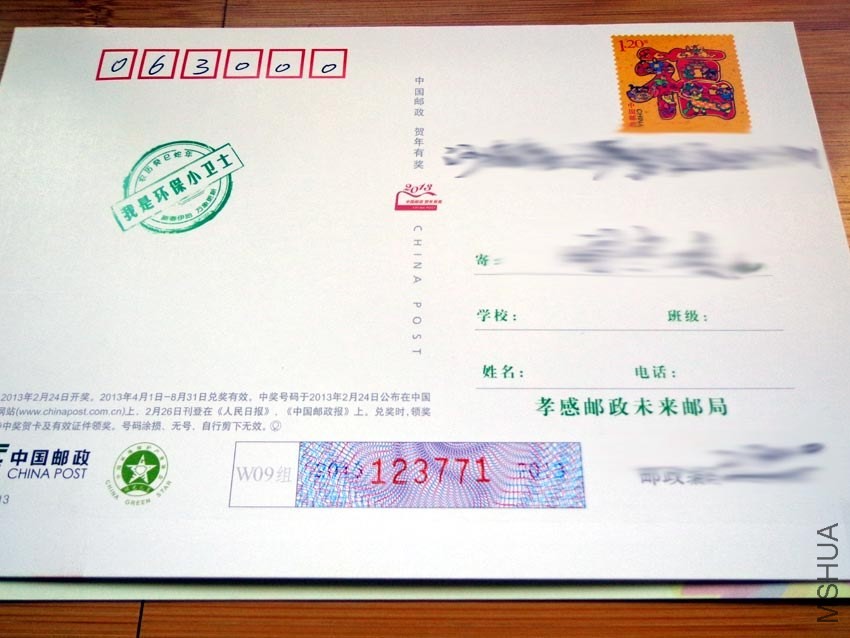 063000
1.20元
中国邮政 贺年有奖
2013
CHINA POST
我是环保小卫士
寄:
学校: 班级:
姓名: 电话:
孝感邮政未来邮局
2013年2月24日开奖。2013年4月1日-8月31日兑奖有效。中奖号码于2013年2月24日公布在中国
网站(www.chinapost.com.cn)上，2月26日刊登在《人民日报》,《中国邮政报》上。兑奖时,领奖
中奖贺卡及有效证件领奖。号码涂损、无号、自行剪下无效。
中国邮政
CHINA POST
CHINA GREEN STAR
W09组 2013 123771 2013
MSHUA